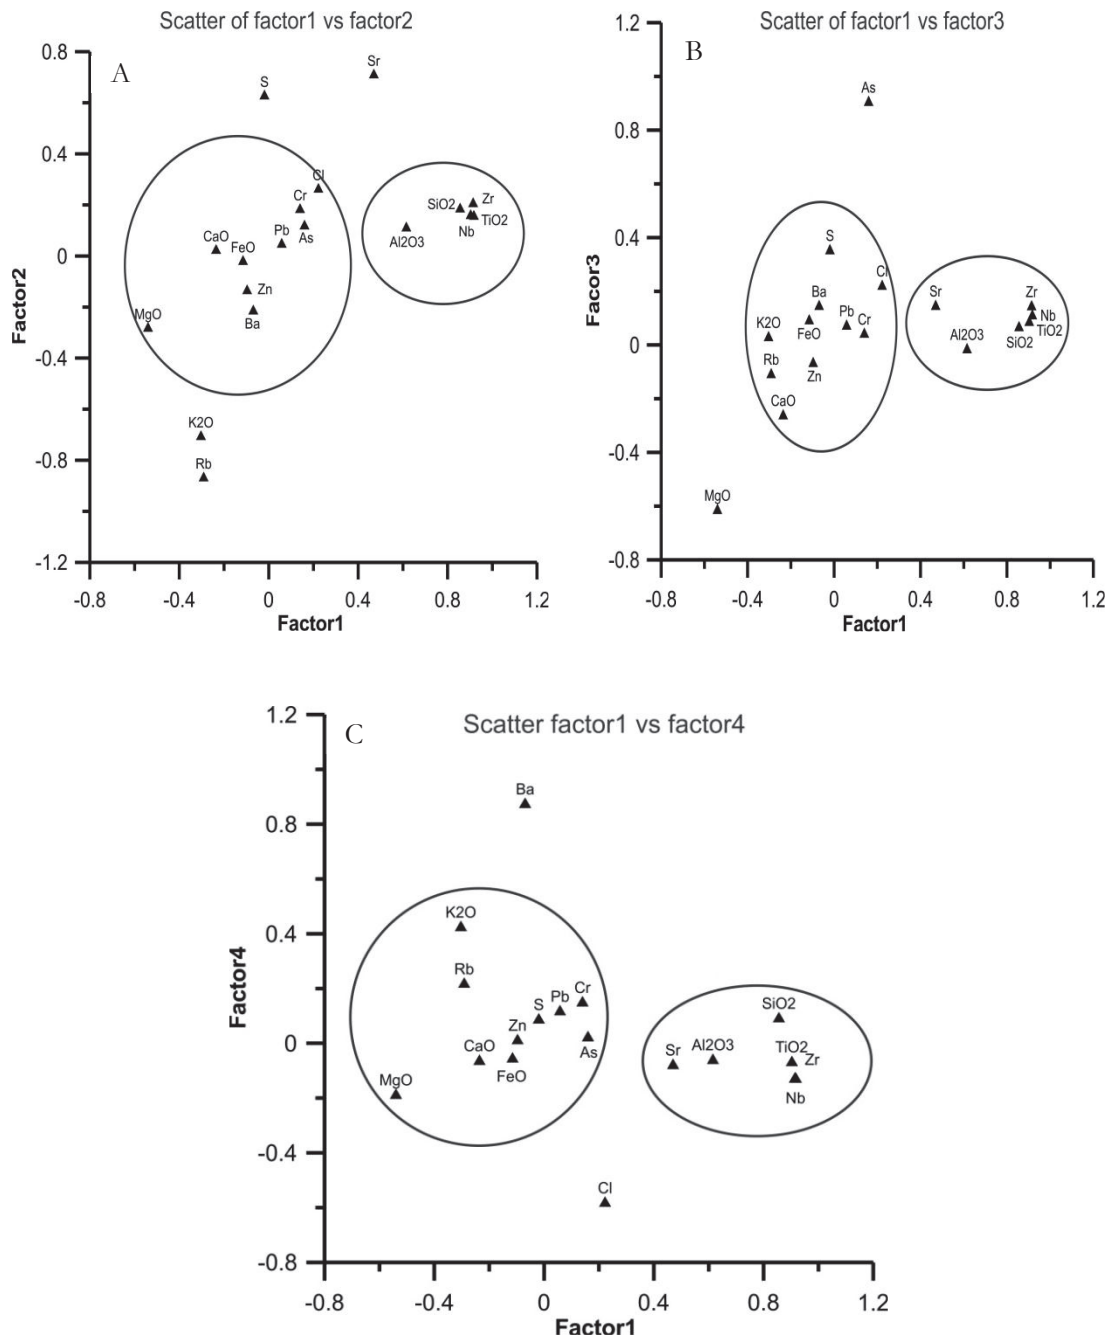 Scatter of factor1 vs factor2
A
0.8
0.4
0
-0.4
-0.8
-1.2
Factor2
S
Sr
Cl
Cr
As
Pb
CaO
FeO
Zn
Ba
MgO
K2O
Rb
SiO2
Zr
TiO2
Nb
Al2O3
-0.8 -0.4 0 0.4 0.8 1.2
Factor1
Scatter of factor1 vs factor3
B
1.2
0.8
0.4
0
-0.4
-0.8
Facor3
As
S
Cl
Ba
Pb
Cr
K2O
FeO
Rb
Zn
CaO
MgO
Sr
Zr
Nb
TiO2
SiO2
Al2O3
-0.8 -0.4 0 0.4 0.8 1.2
Factor1
Scatter factor1 vs factor4
C
1.2
0.8
0.4
0
-0.4
-0.8
Factor4
Ba
K2O
Rb
Cr
Pb
S
Zn
As
CaO
FeO
MgO
SiO2
Sr
Al2O3
TiO2
Zr
Nb
Cl
-0.8 -0.4 0 0.4 0.8 1.2
Factor1